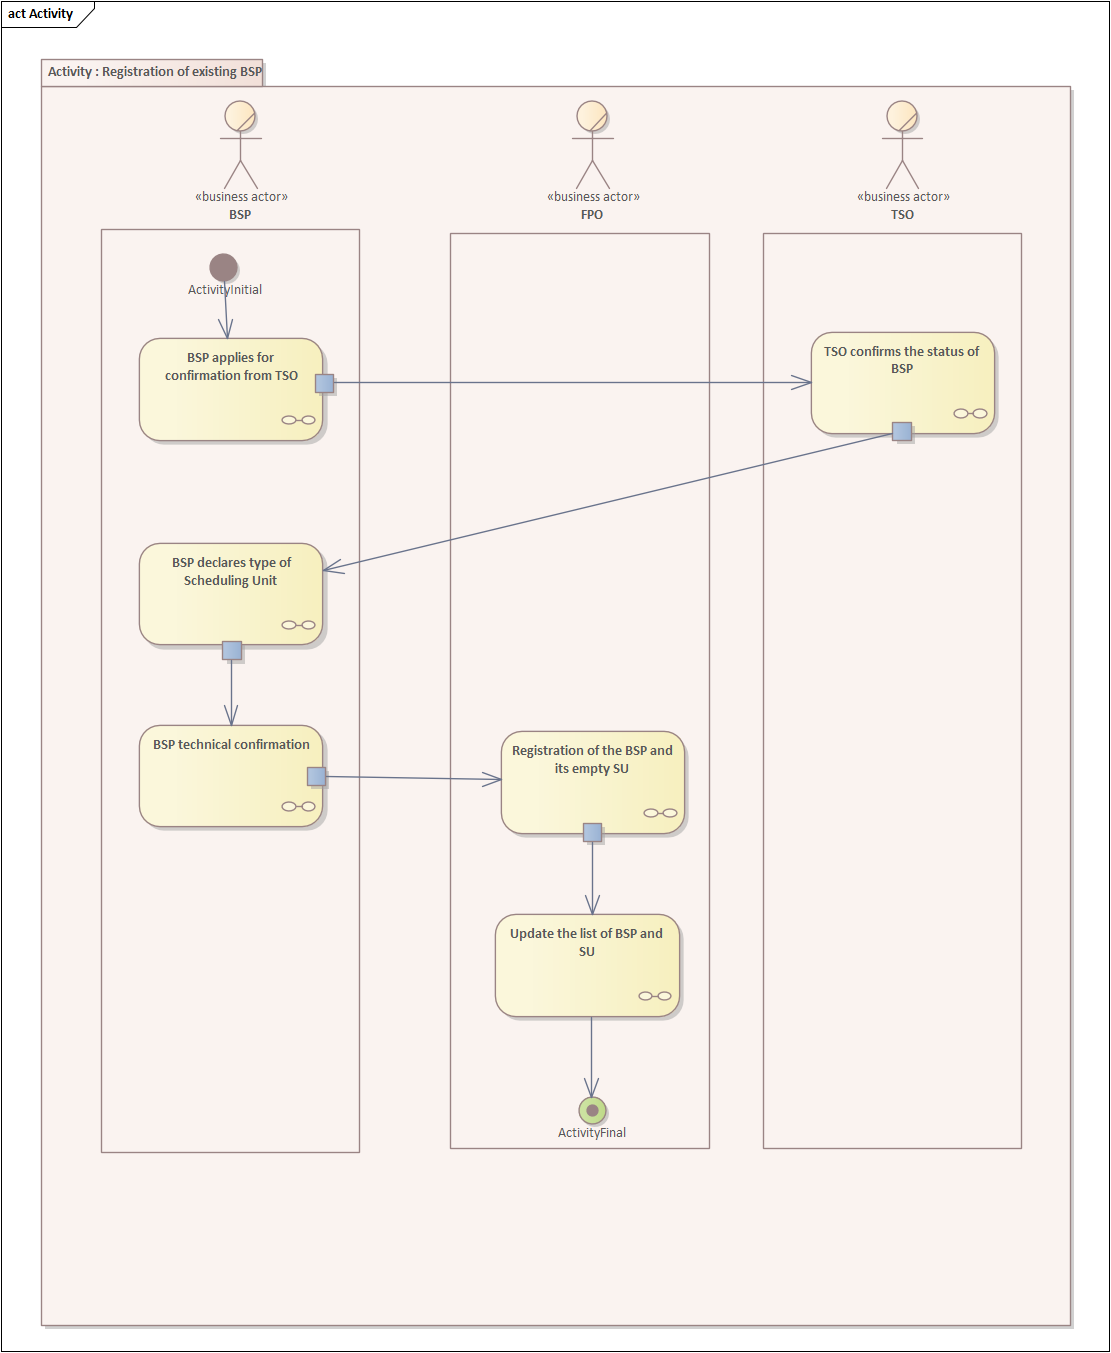 act Activity
Activity : Registration of existing BSP
«business actor»
BSP
«business actor»
FPO
«business actor»
TSO
ActivityInitial
BSP applies for
confirmation from TSO
TSO confirms the status of
BSP
BSP declares type of
Scheduling Unit
BSP technical confirmation
Registration of the BSP and
its empty SU
Update the list of BSP and
SU
ActivityFinal